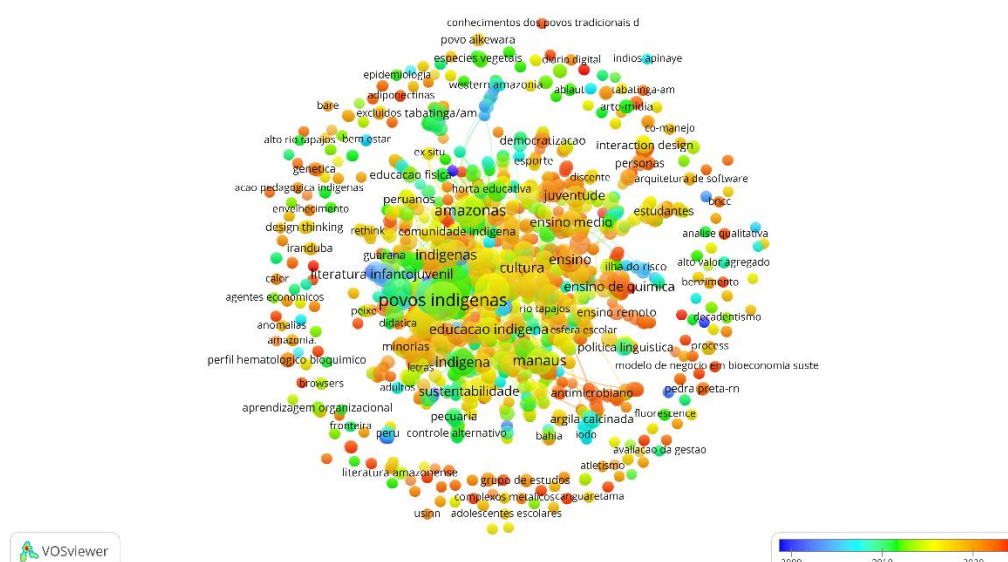 conhecimentos dos povos tradicionais d
povo aikewara
especies vegetais
diario digital
indios apinaye
epidemiologia
western amazonia
ablaut
tabatinga-am
adiponectinas
bare
excluidos
tabatinga/am
arte-midia
co-manejo
alto rio tapajos
bem estar
democratizacao
interaction design
ex situ
esporte
personas
genetica
educacao fisica
discente
arquitetura de software
acao pedagogica indigenas
horta educativa
juventude
bncc
peruanos
envelhecimento
amazonas
ensino medio
estudantes
design thinking
rethink
comunidade indigena
analise qualitativa
iranduba
guarana
indigenas
cultura
ensino
ilha do risco
alto valor agregado
calor
literatura infantojuvenil
ensino de quimica
benzimento
agentes economicos
povos indigenas
peixe
rio tapajos
ensino remoto
decadentismo
anomalias
didatica
educacao indigena
esfera escolar
amazonia.
minorias
politica linguistica
process
perfil hematologico bioquimico
letras
indigena
manaus
modelo de negocio em bioeconomia suste
browsers
adultos
sustentabilidade
antimicrobiano
pedra preta-rn
aprendizagem organizacional
pecuaria
argila calcinada
fluorescence
fronteira
peru
controle alternativo
bahia
iodo
avaliacao da gestao
literatura amazonense
atletismo
grupo de estudos
complexos metalicos
canguaretama
usinn
adolescentes escolares
VOSviewer